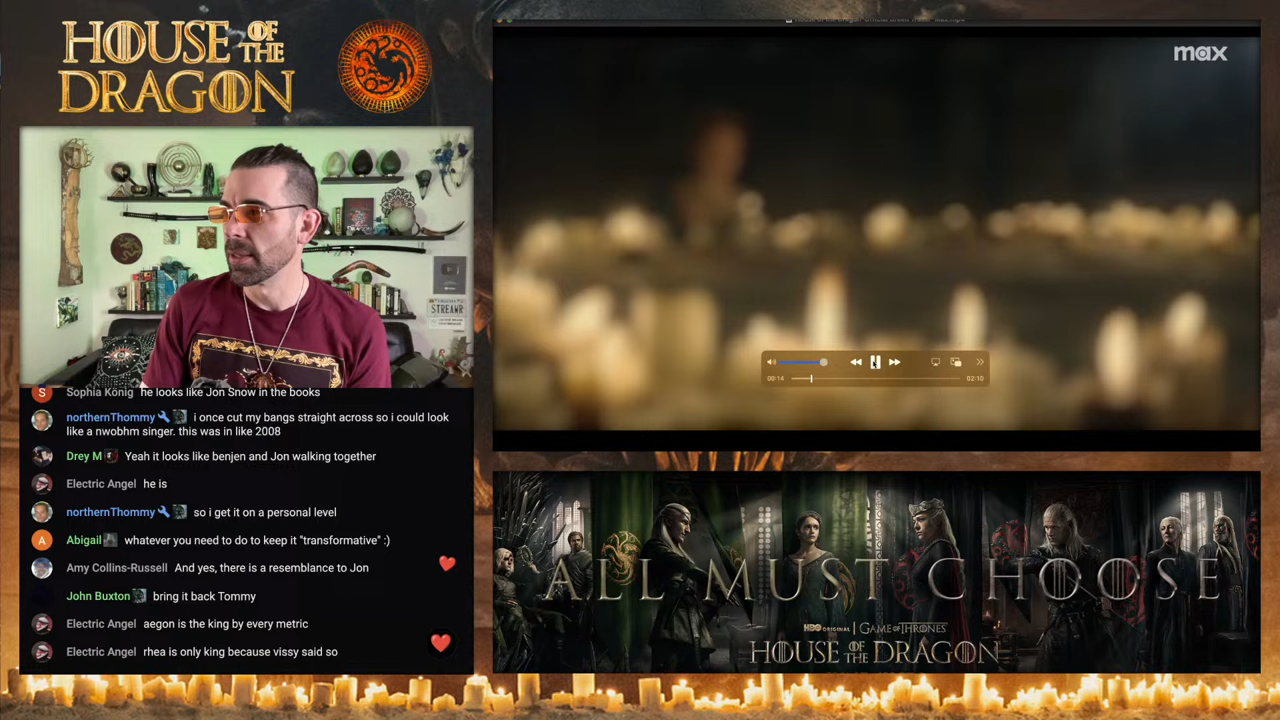 HOUSE OF THE DRAGON
max
STREAWR
00:14
02:10
Sophia König he looks like Jon Snow in the books
northernThommy i once cut my bangs straight across so i could look
like a nwobhm singer. this was in like 2008
Drey M Yeah it looks like benjen and Jon walking together
Electric Angel he is
northernThommy so i get it on a personal level
Abigail whatever you need to do to keep it "transformative" :)
Amy Collins-Russell And yes, there is a resemblance to Jon
John Buxton bring it back Tommy
Electric Angel aegon is the king by every metric
Electric Angel rhea is only king because vissy said so
ALL MUST CHOOSE
HBO ORIGINAL | GAME OF THRONES
HOUSE OF THE DRAGON